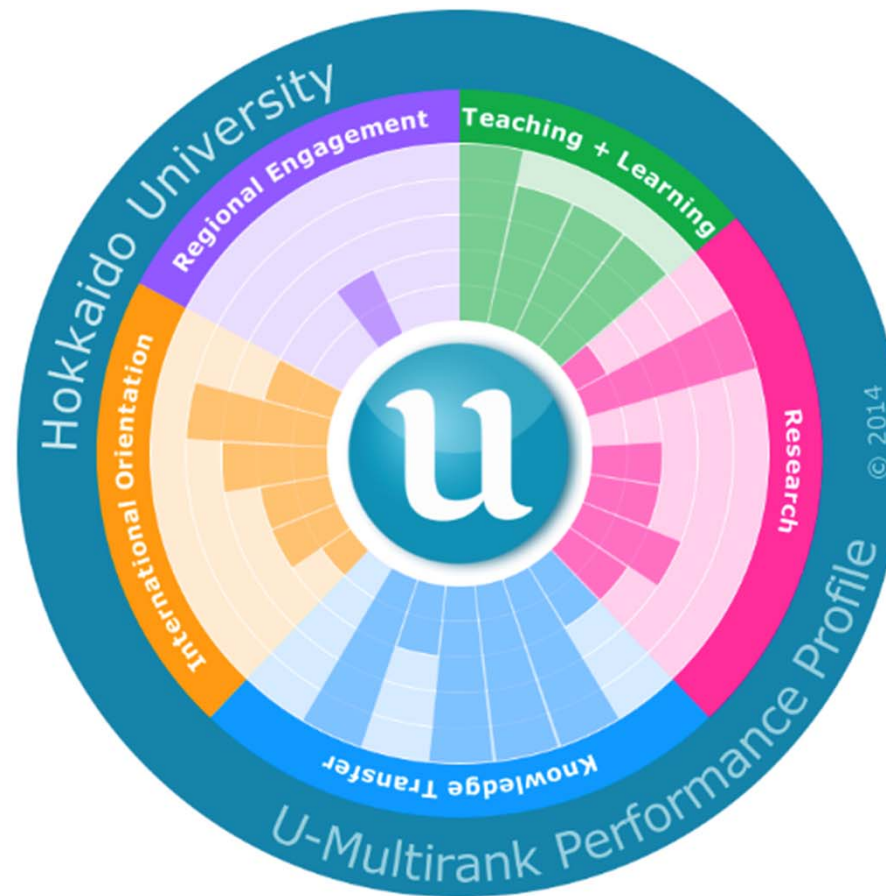 Hokkaido University
Teaching + Learning
Research
Knowledge Transfer
International Orientation
Regional Engagement
u
© 2014
U-Multirank Performance Profile